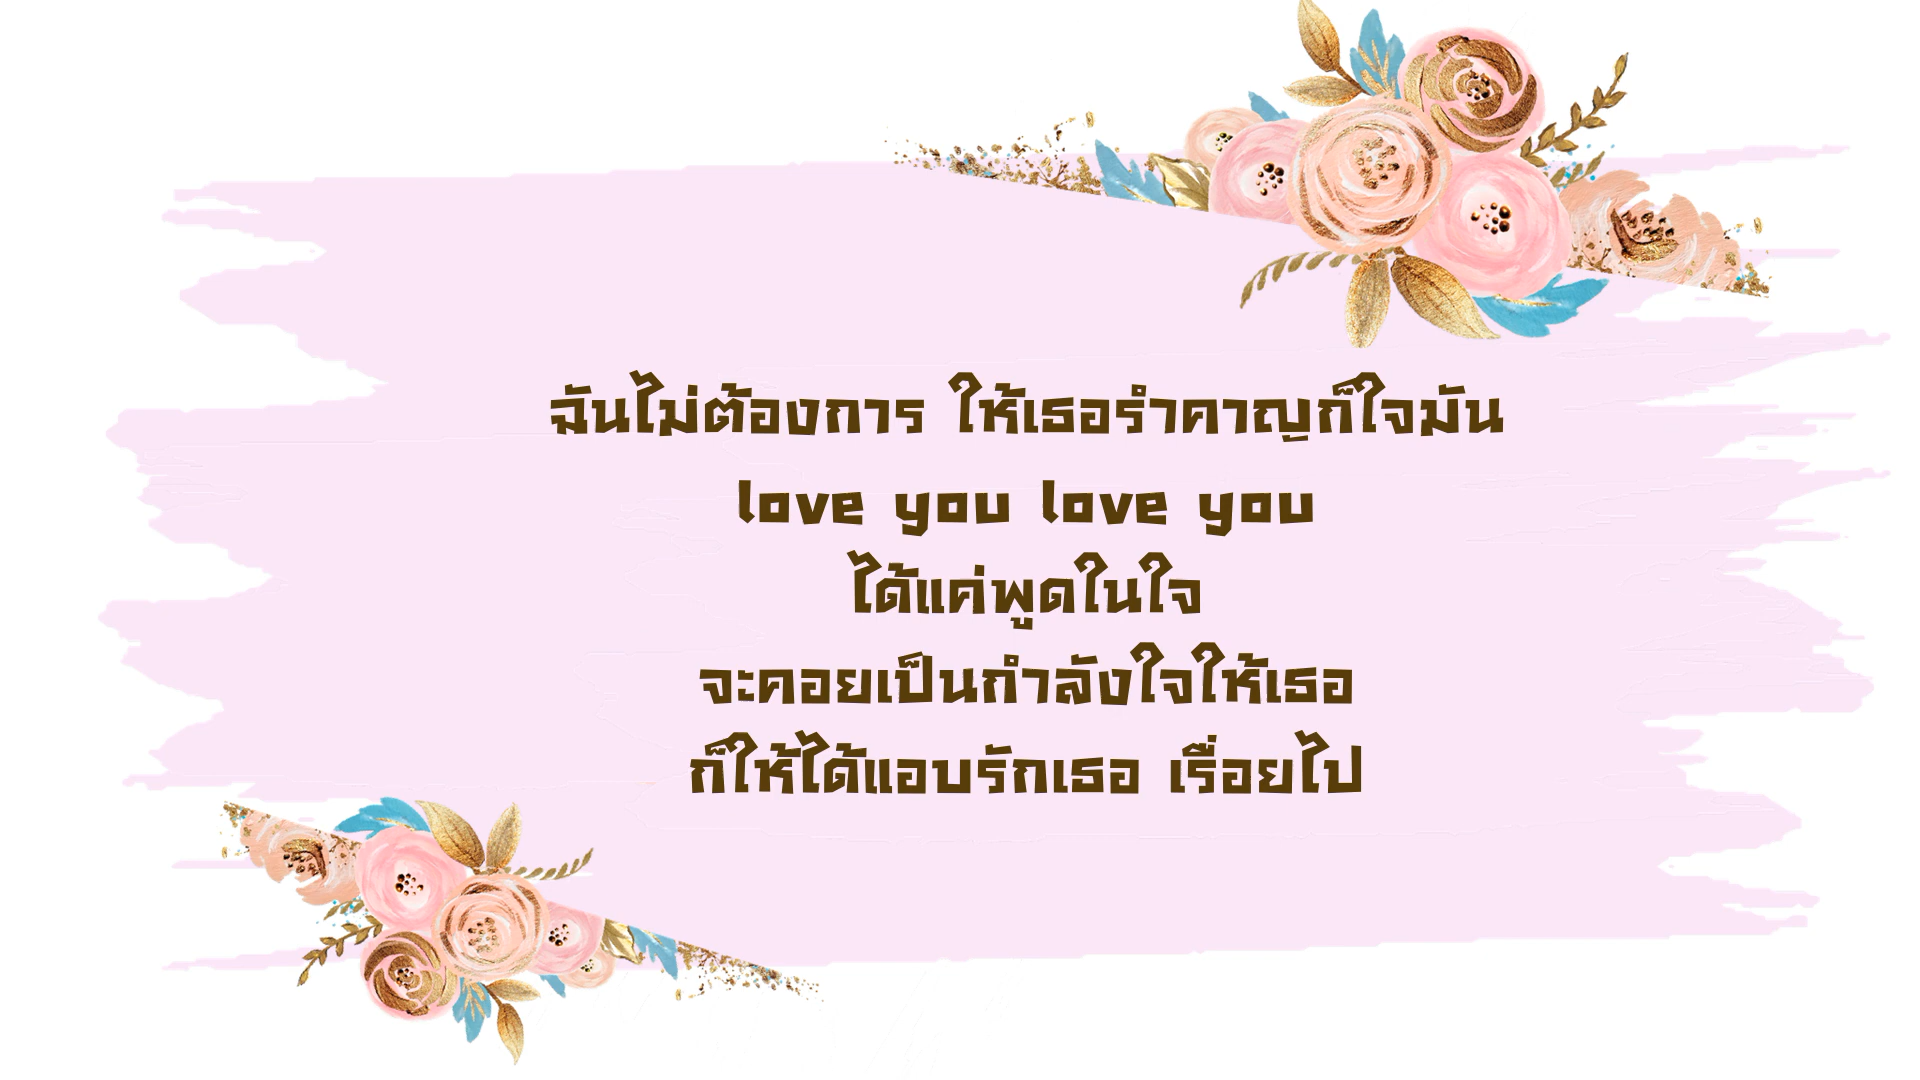 ฉันไม่ต้องการ ให้เธอรำคาญก็ใจมัน
love you love you
ได้แค่พูดในใจ
จะคอยเป็นกำลังใจให้เธอ
ก็ให้ได้แอบรักเธอ เรื่อยไป